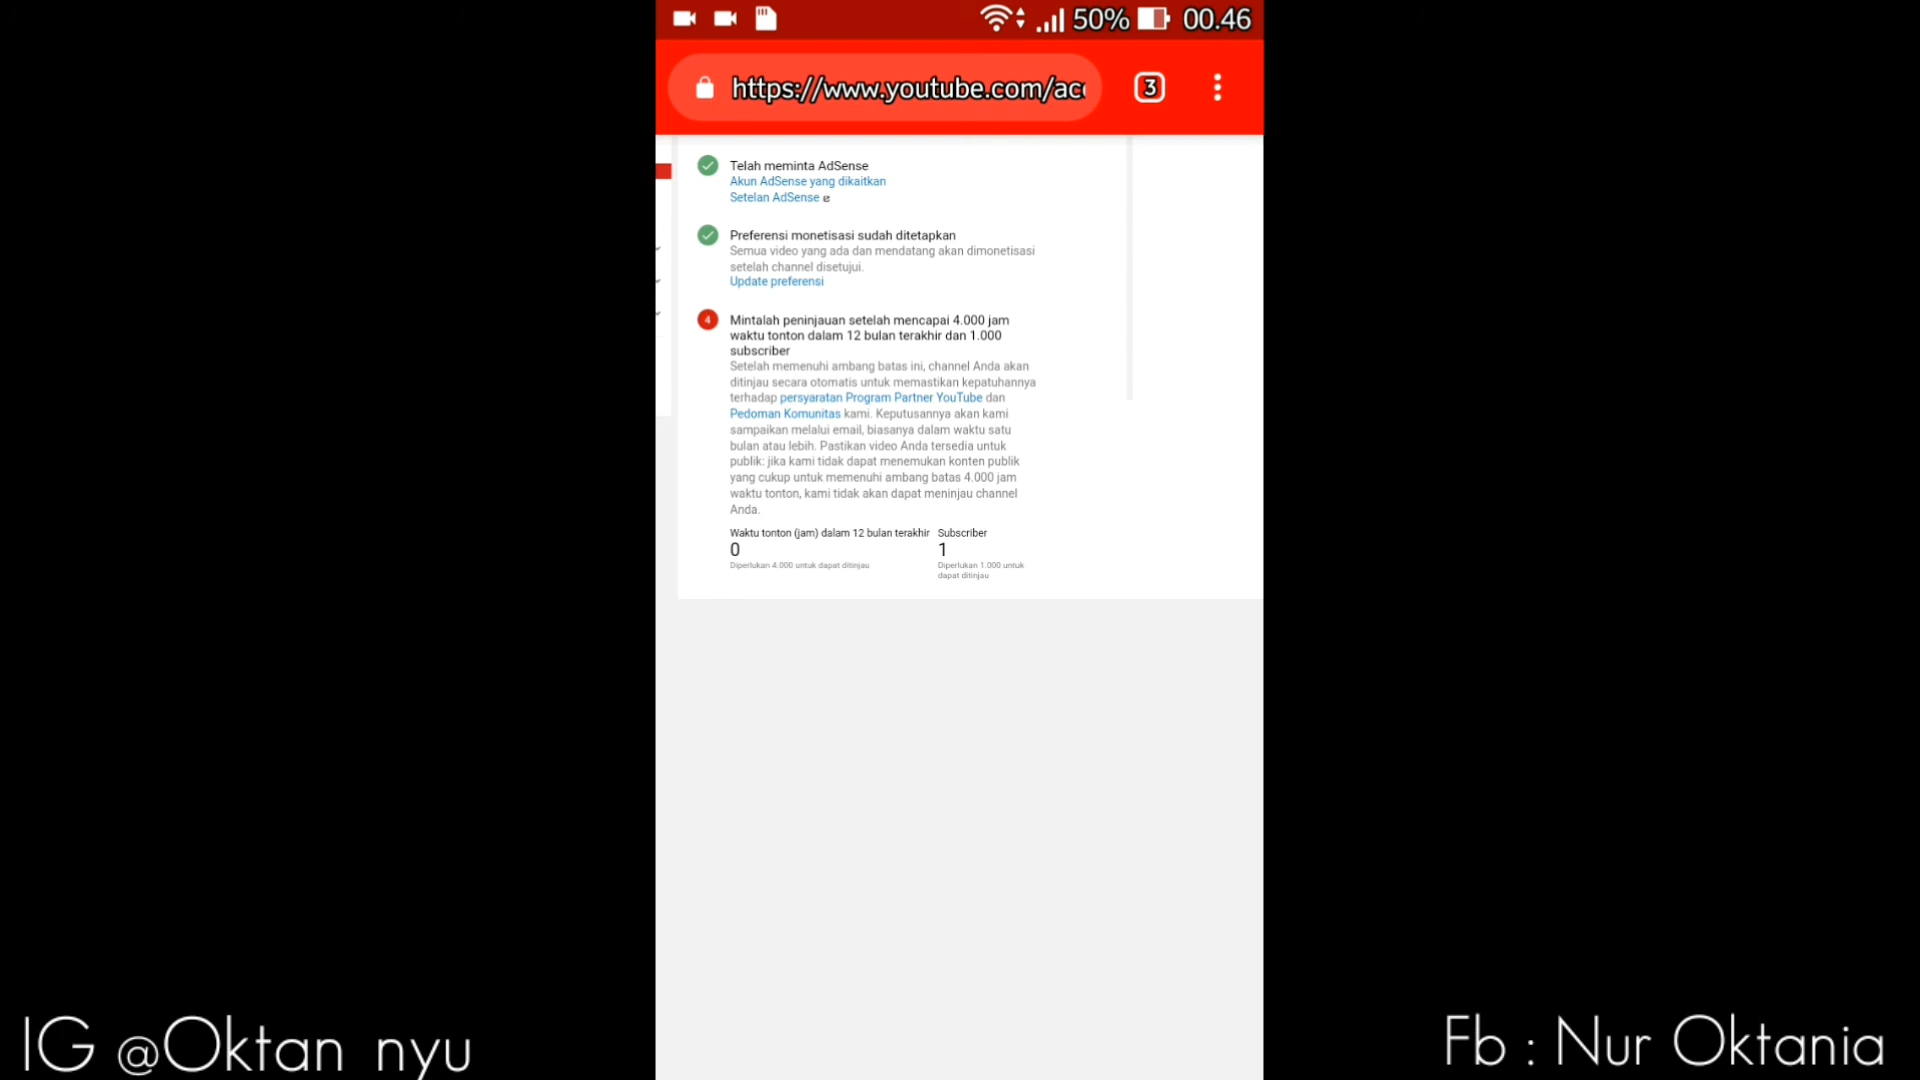 50% 00.46
https://www.youtube.com/ac
3
Telah meminta AdSense
Akun AdSense yang dikaitkan
Setelan AdSense
Preferensi monetisasi sudah ditetapkan
Semua video yang ada dan mendatang akan dimonetisasi
setelah channel disetujui.
Update preferensi
4
Mintalah peninjauan setelah mencapai 4.000 jam
waktu tonton dalam 12 bulan terakhir dan 1.000
subscriber
Setelah memenuhi ambang batas ini, channel Anda akan
ditinjau secara otomatis untuk memastikan kepatuhannya
terhadap persyaratan Program Partner YouTube dan
Pedoman Komunitas kami. Keputusannya akan kami
sampaikan melalui email, biasanya dalam waktu satu
bulan atau lebih. Pastikan video Anda tersedia untuk
publik: jika kami tidak dapat menemukan konten publik
yang cukup untuk memenuhi ambang batas 4.000 jam
waktu tonton, kami tidak akan dapat meninjau channel
Anda.
Waktu tonton (jam) dalam 12 bulan terakhir
0
Diperlukan 4.000 untuk dapat ditinjau
Subscriber
1
Diperlukan 1.000 untuk
dapat ditinjau
IG @Oktan nyu
Fb : Nur Oktania